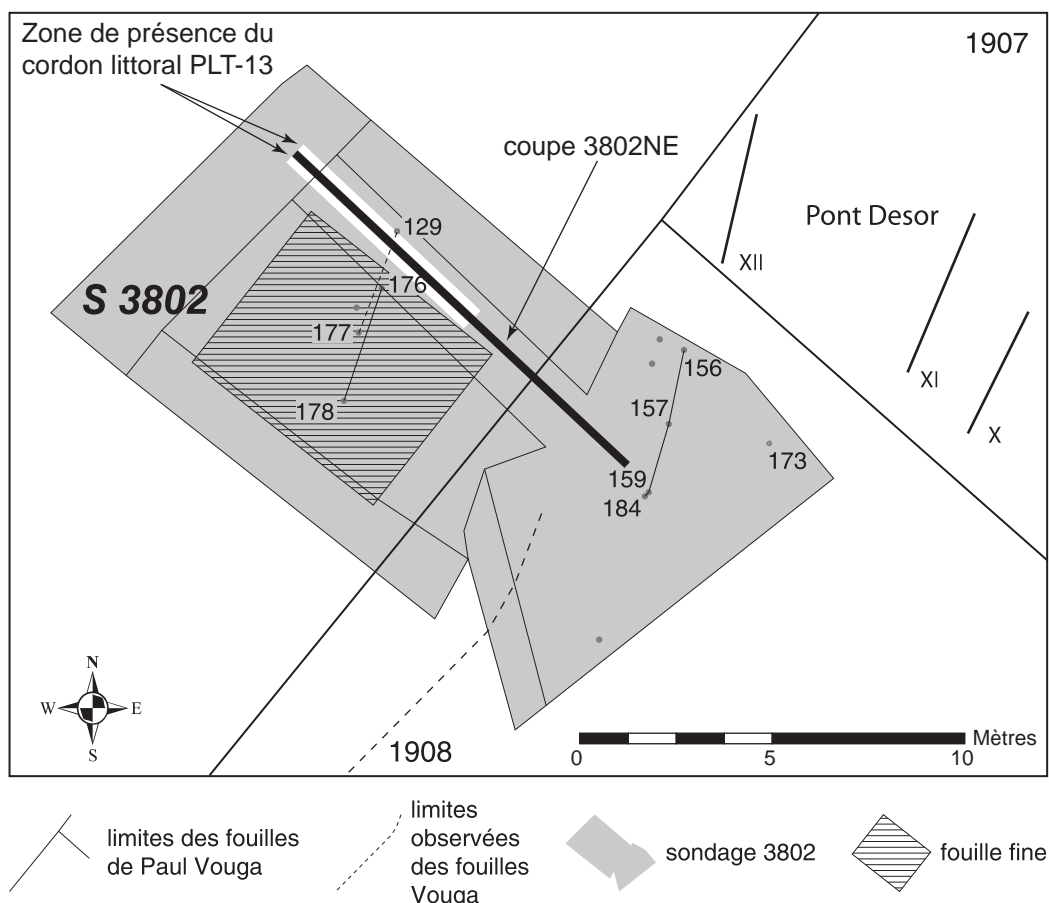 Zone de présence du
cordon littoral PLT-13
1907
coupe 3802NE
Pont Desor
129
XII
176
S 3802
177
156
XI
178
157
X
173
159
184
N
W
E
S
1908
Mètres
0
5
10
limites des fouilles
de Paul Vouga
limites
observées
des fouilles
Vouga
sondage 3802
fouille fine